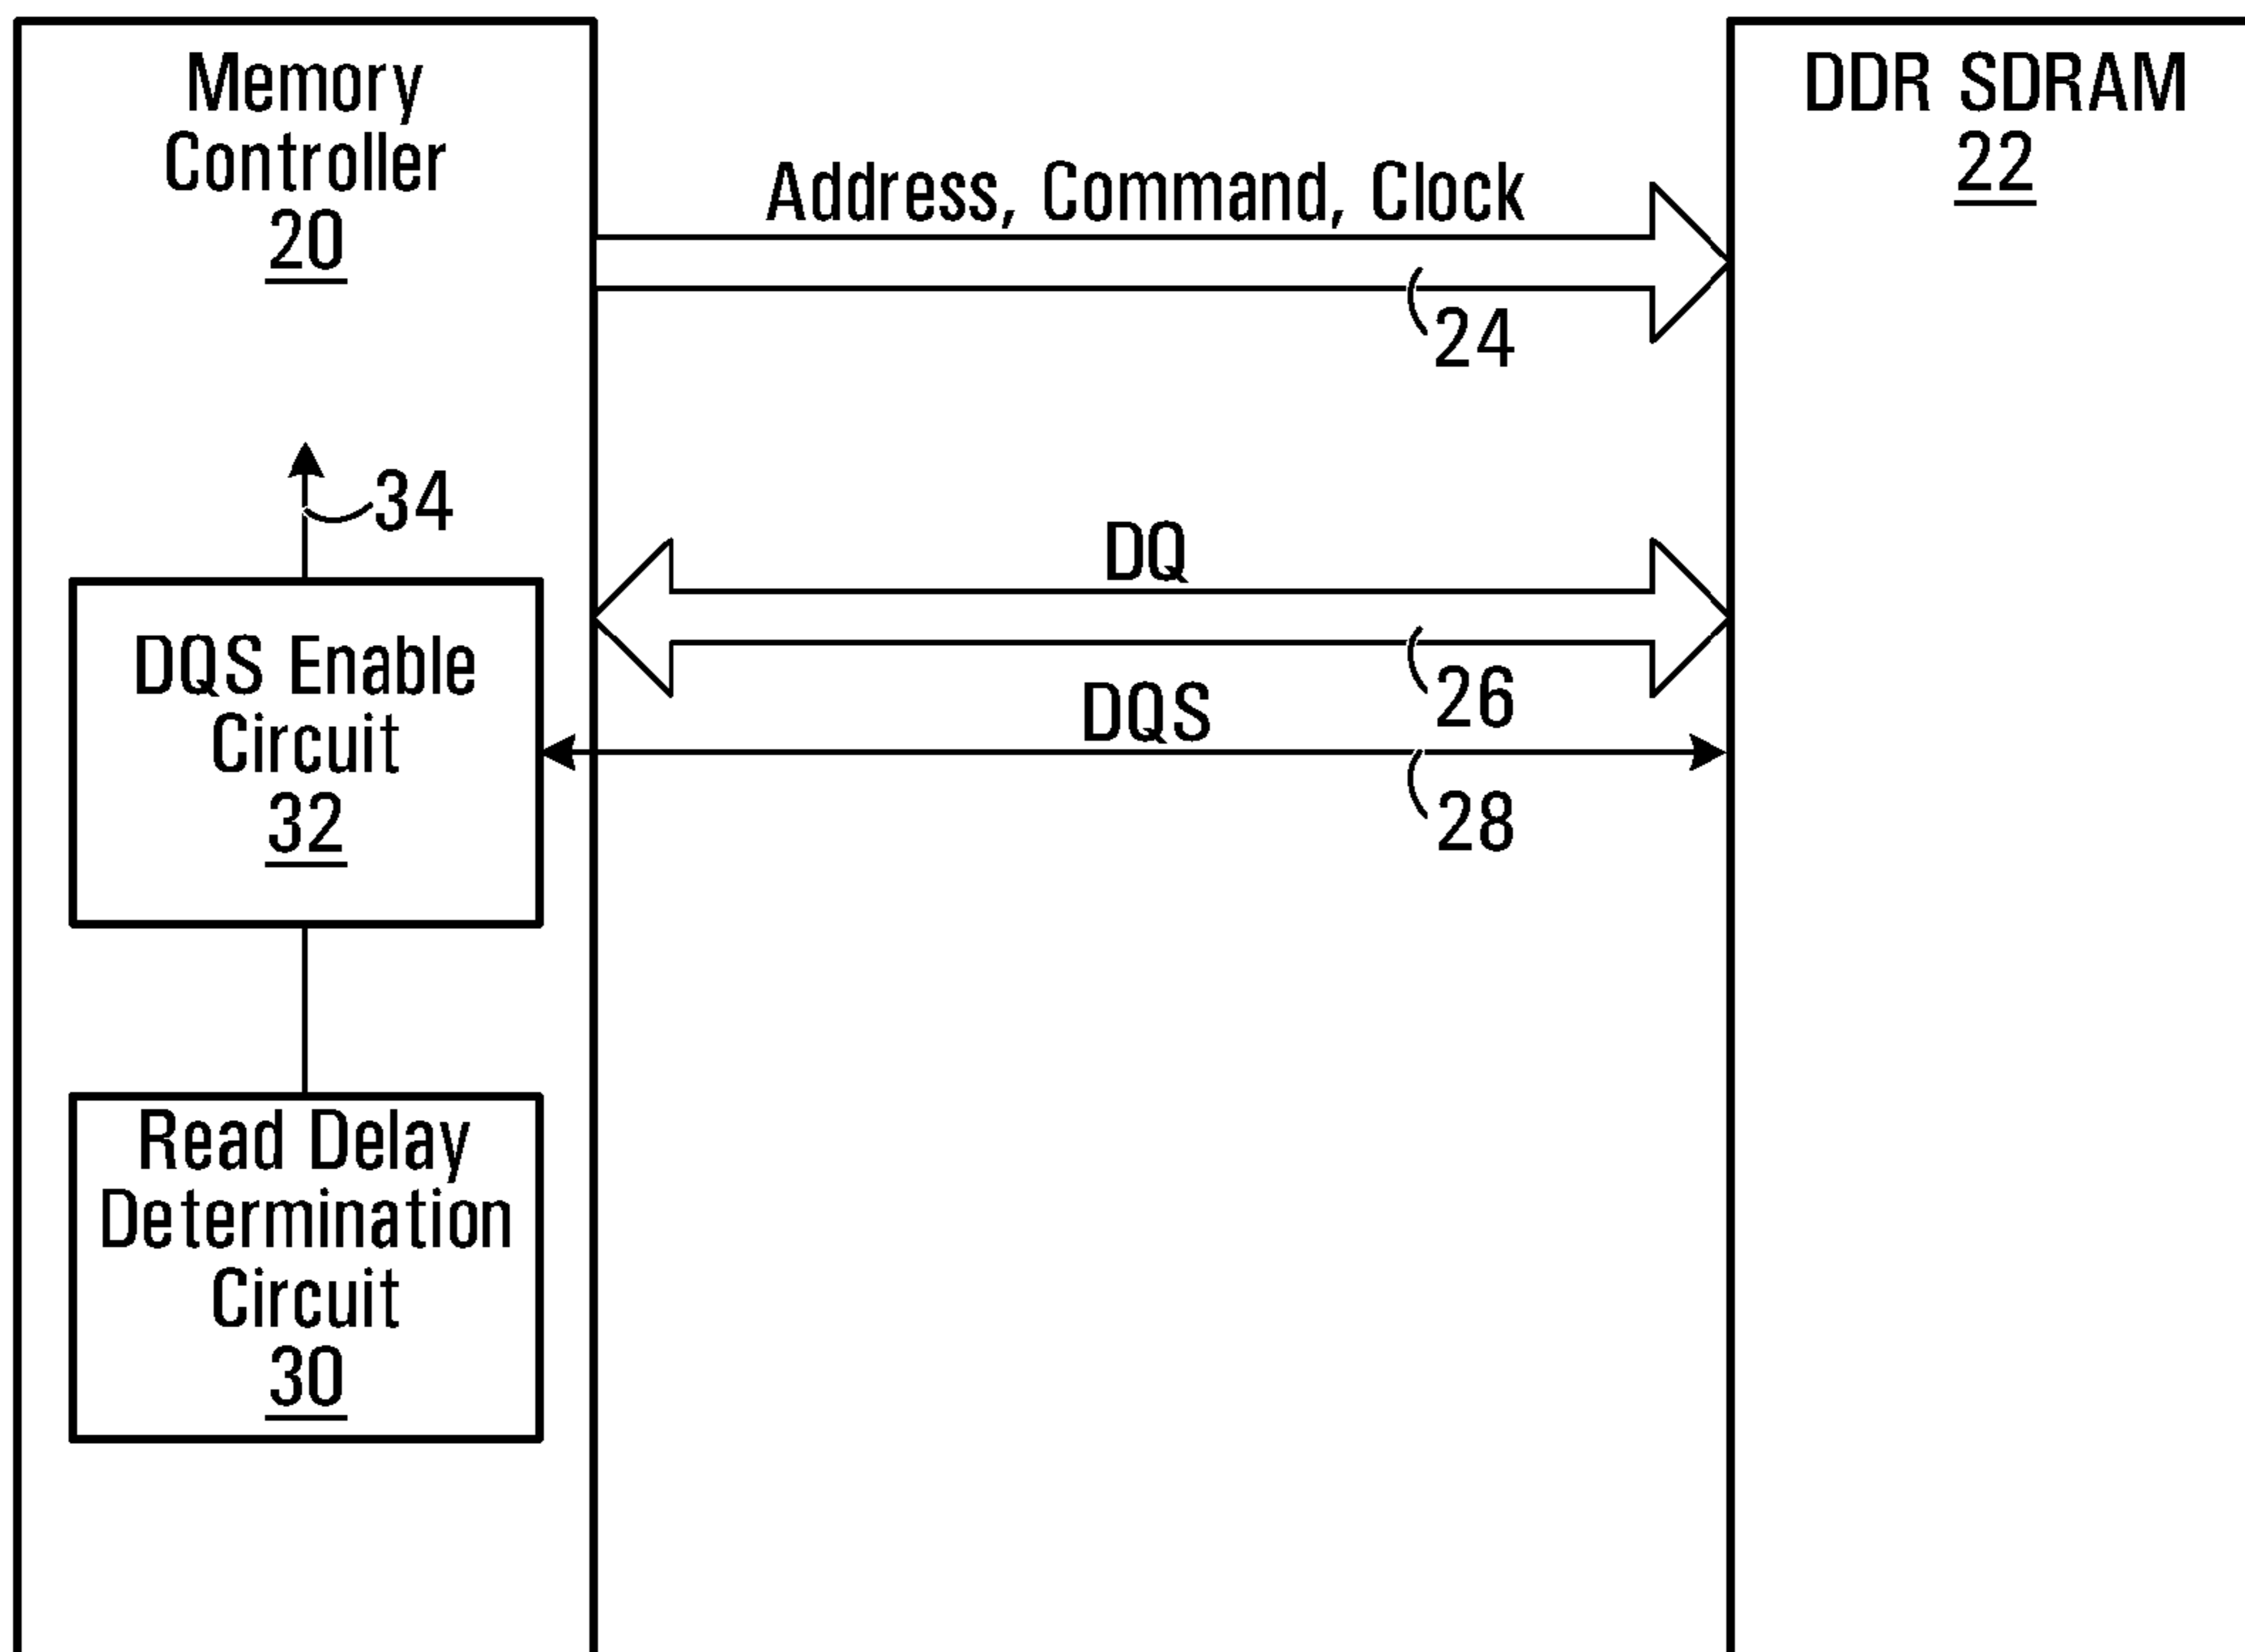 Memory
Controller
20
DDR SDRAM
22
Address, Command, Clock
24
34
DQ
26
DQS Enable
Circuit
32
DQS
28
Read Delay
Determination
Circuit
30